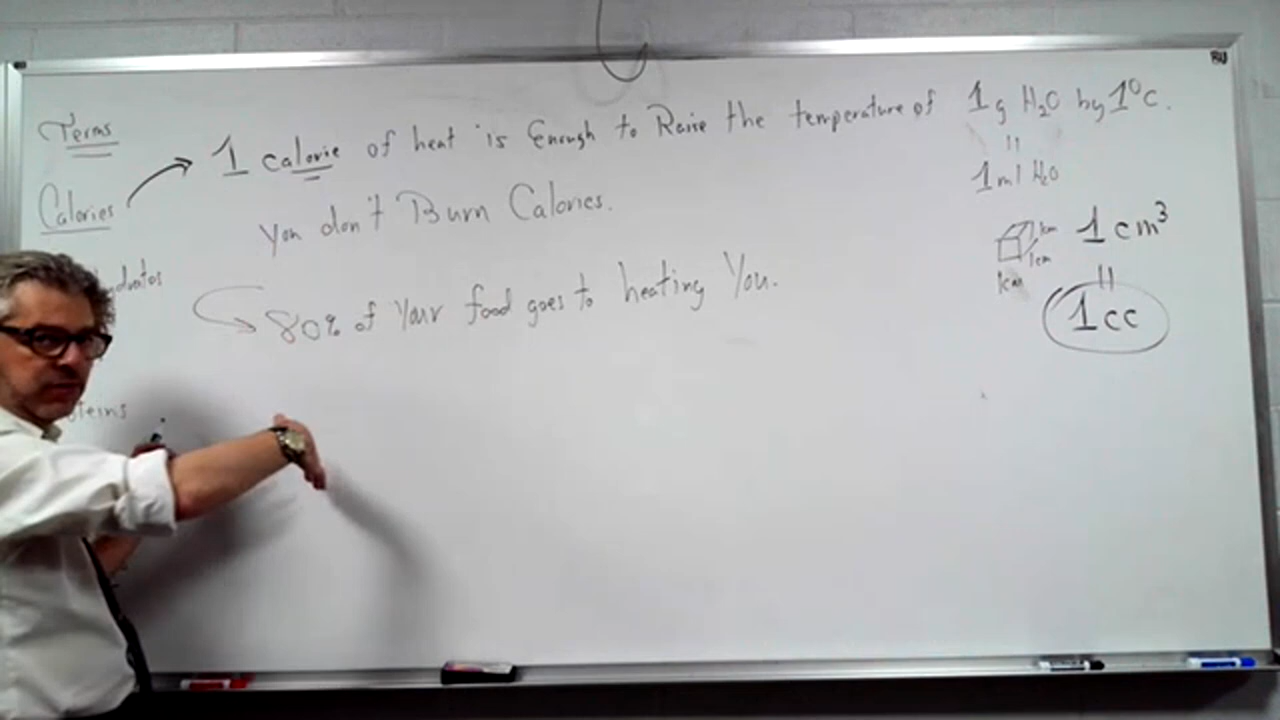 BU
Terms
1 calorie of heat is Enough to Raise the temperature of 1g H₂O by 1°C.
=
1ml H₂O
Calories
You don't Burn Calories.
1cm
1cm
1cm
1 cm³
=
1cc
80% of Your food goes to heating You.